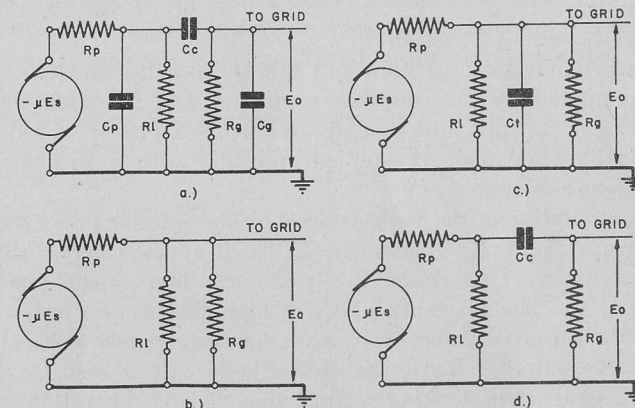 TO GRID
Rp
Cc
-μEs
Cp
Rl
Rg
Cg
Eo
a.)
TO GRID
Rp
-μEs
Rl
Ct
Rg
Eo
c.)
TO GRID
Rp
-μEs
Rl
Rg
Eo
b.)
TO GRID
Rp
Cc
-μEs
Rl
Rg
Eo
d.)